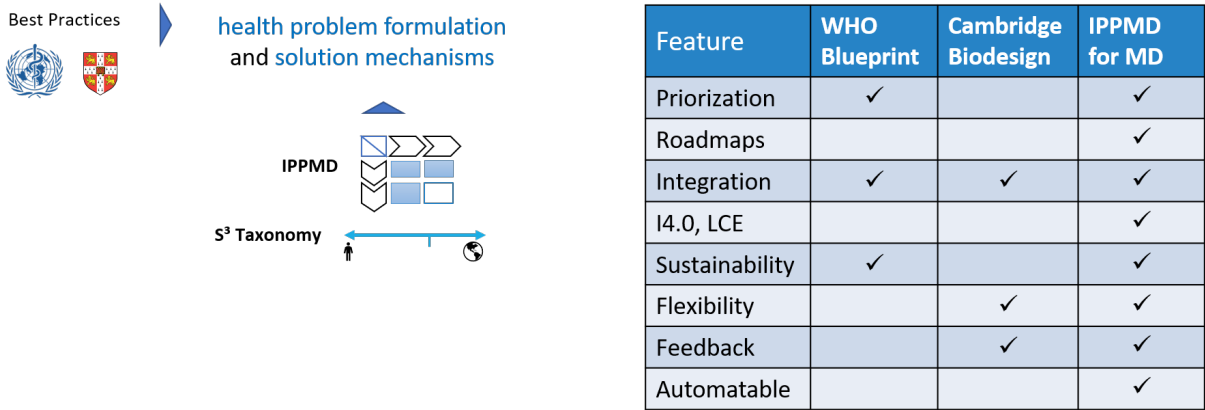 Best Practices
health problem formulation
and solution mechanisms
IPPMD
S³ Taxonomy
Feature WHO Blueprint Cambridge Biodesign IPPMD for MD
Priorization ✓ ✓
Roadmaps ✓
Integration ✓ ✓ ✓
I4.0, LCE ✓
Sustainability ✓ ✓
Flexibility ✓ ✓
Feedback ✓ ✓
Automatable ✓